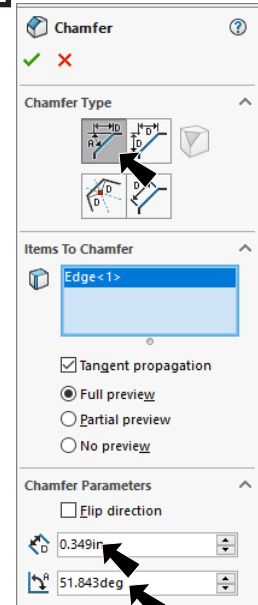 Chamfer
Chamfer Type
D
A
D
D
D
D
D
D
Items To Chamfer
Edge<1>
Tangent propagation
Full preview
Partial preview
No preview
Chamfer Parameters
Flip direction
D
0.349in
A
51.843deg